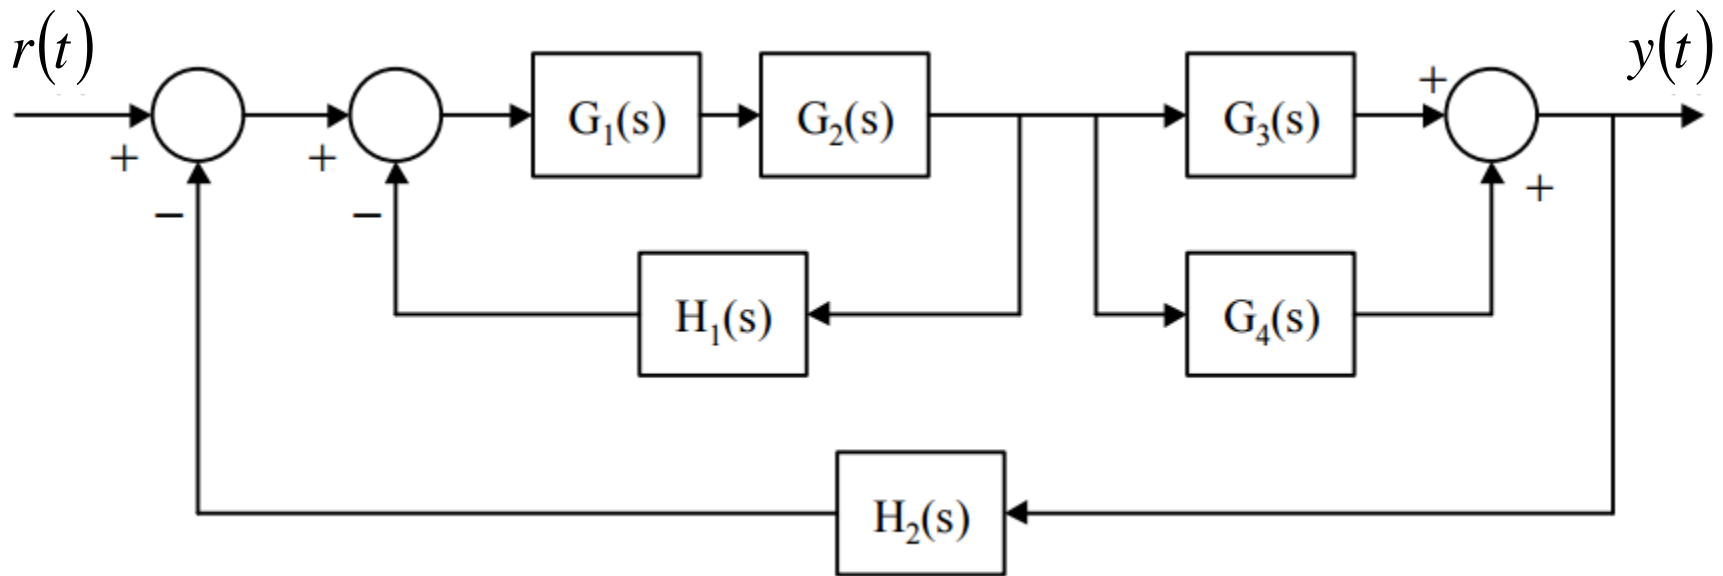 r(t) y(t)
G₁(s) G₂(s) G₃(s) +
+ + +
− −
H₁(s) G₄(s)
H₂(s)